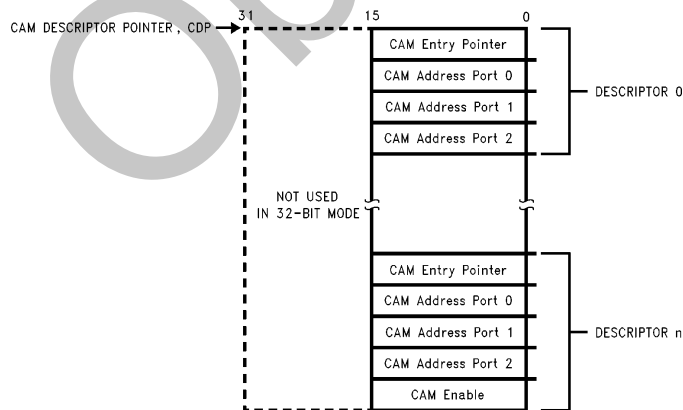 31 15 0
CAM DESCRIPTOR POINTER, CDP
CAM Entry Pointer
CAM Address Port 0
CAM Address Port 1
CAM Address Port 2
DESCRIPTOR 0
NOT USED
IN 32-BIT MODE
CAM Entry Pointer
CAM Address Port 0
CAM Address Port 1
CAM Address Port 2
CAM Enable
DESCRIPTOR n